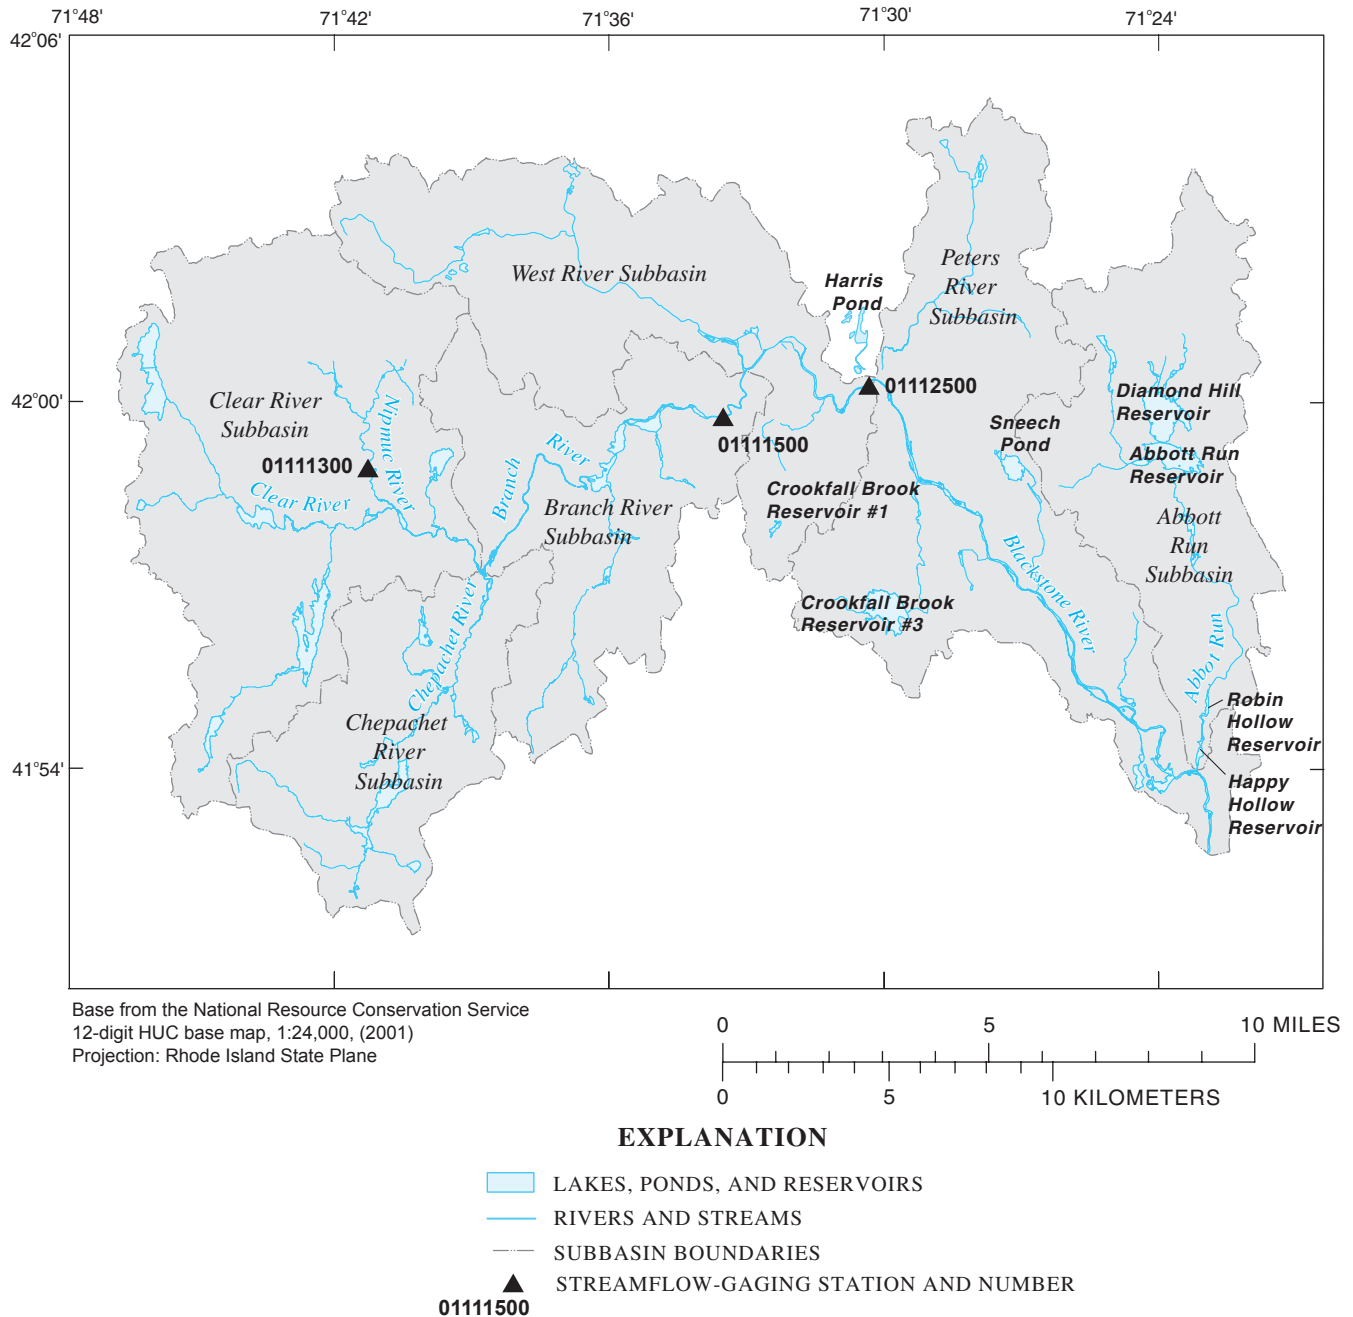 71°48'
71°42'
71°36'
71°30'
71°24'
42°06'
42°00'
41°54'
West River Subbasin
Peters
River
Subbasin
Harris
Pond
01112500
Clear River
Subbasin
Nipmuc River
01111300
Clear River
01111500
Branch
River
Branch River
Subbasin
Sneech
Pond
Diamond Hill
Reservoir
Abbott Run
Reservoir
Abbott
Run
Subbasin
Crookfall Brook
Reservoir #1
Crookfall Brook
Reservoir #3
Blackstone River
Abbot Run
Chepachet River
Chepachet
River
Subbasin
Robin
Hollow
Reservoir
Happy
Hollow
Reservoir
Base from the National Resource Conservation Service
12-digit HUC base map, 1:24,000, (2001)
Projection: Rhode Island State Plane
0 5 10 MILES
0 5 10 KILOMETERS
EXPLANATION
LAKES, PONDS, AND RESERVOIRS
RIVERS AND STREAMS
SUBBASIN BOUNDARIES
STREAMFLOW-GAGING STATION AND NUMBER
01111500